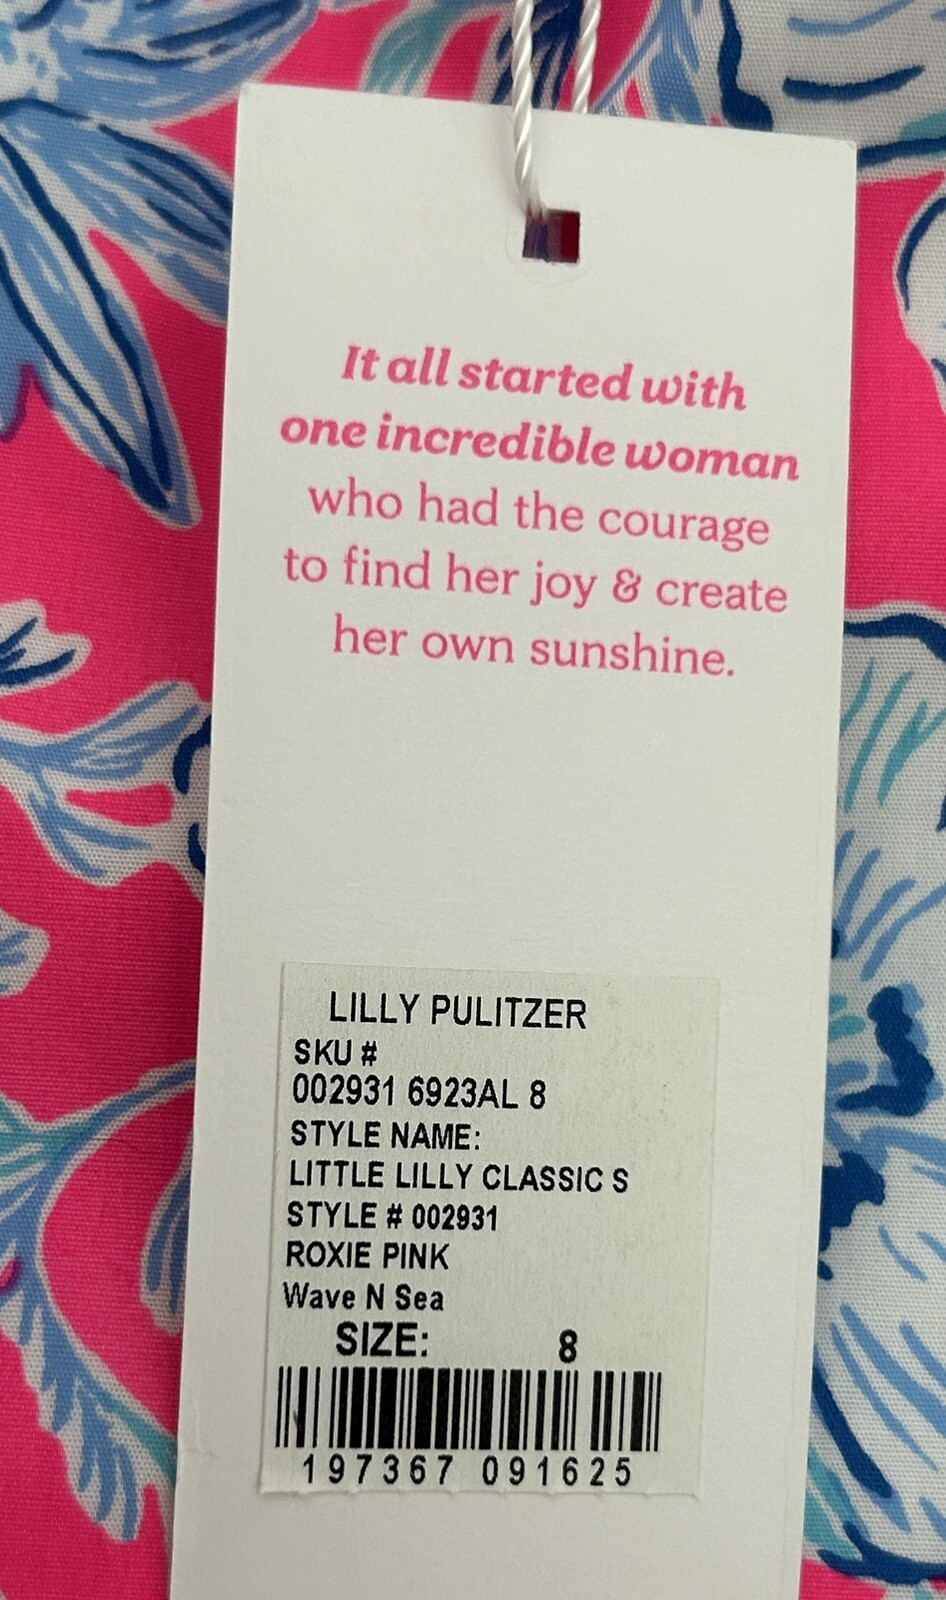 It all started with
one incredible woman
who had the courage
to find her joy & create
her own sunshine.
LILLY PULITZER
SKU #
002931 6923AL 8
STYLE NAME:
LITTLE LILLY CLASSIC S
STYLE # 002931
ROXIE PINK
Wave N Sea
SIZE: 8
197367 091625